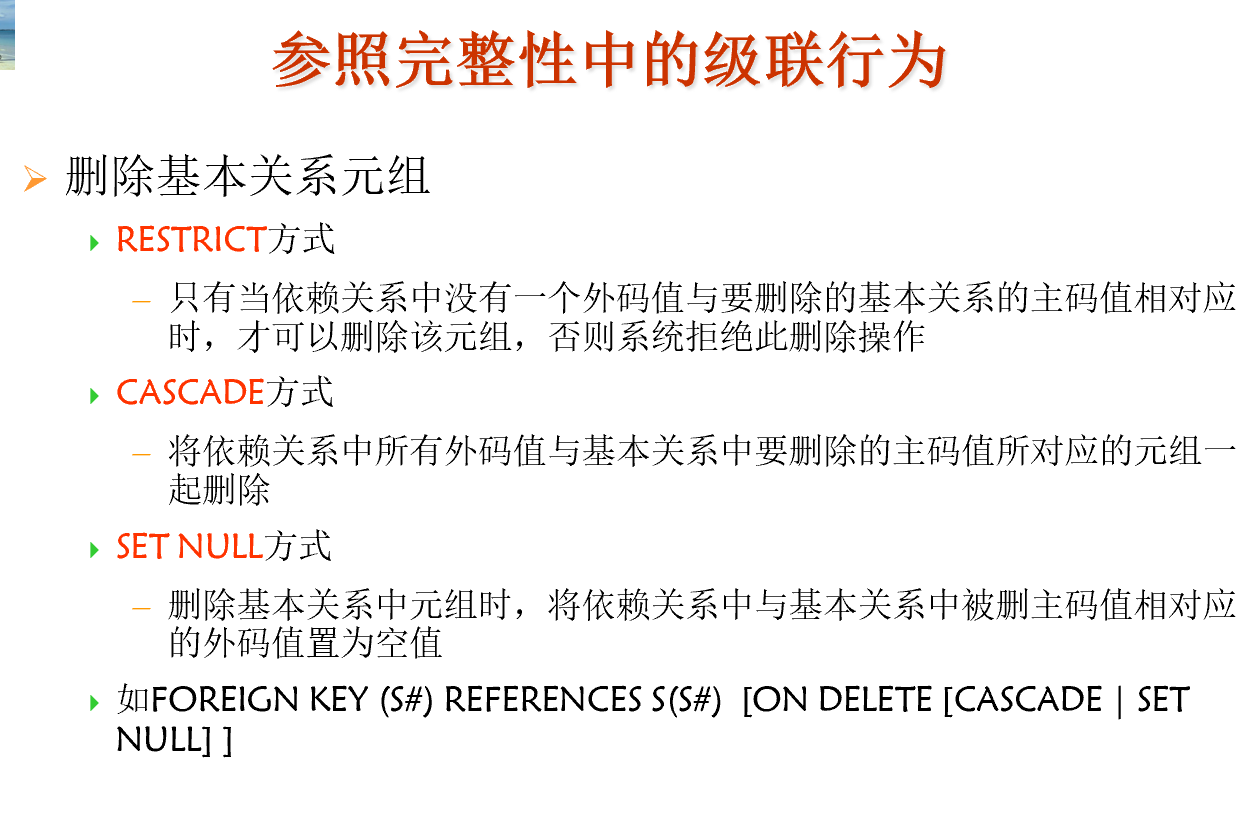 参照完整性中的级联行为
删除基本关系元组
RESTRICT方式
– 只有当依赖关系中没有一个外码值与要删除的基本关系的主码值相对应
时，才可以删除该元组，否则系统拒绝此删除操作
CASCADE方式
– 将依赖关系中所有外码值与基本关系中要删除的主码值所对应的元组一
起删除
SET NULL方式
– 删除基本关系中元组时，将依赖关系中与基本关系中被删主码值相对应
的外码值置为空值
如FOREIGN KEY (S#) REFERENCES S(S#) [ON DELETE [CASCADE | SET
NULL] ]